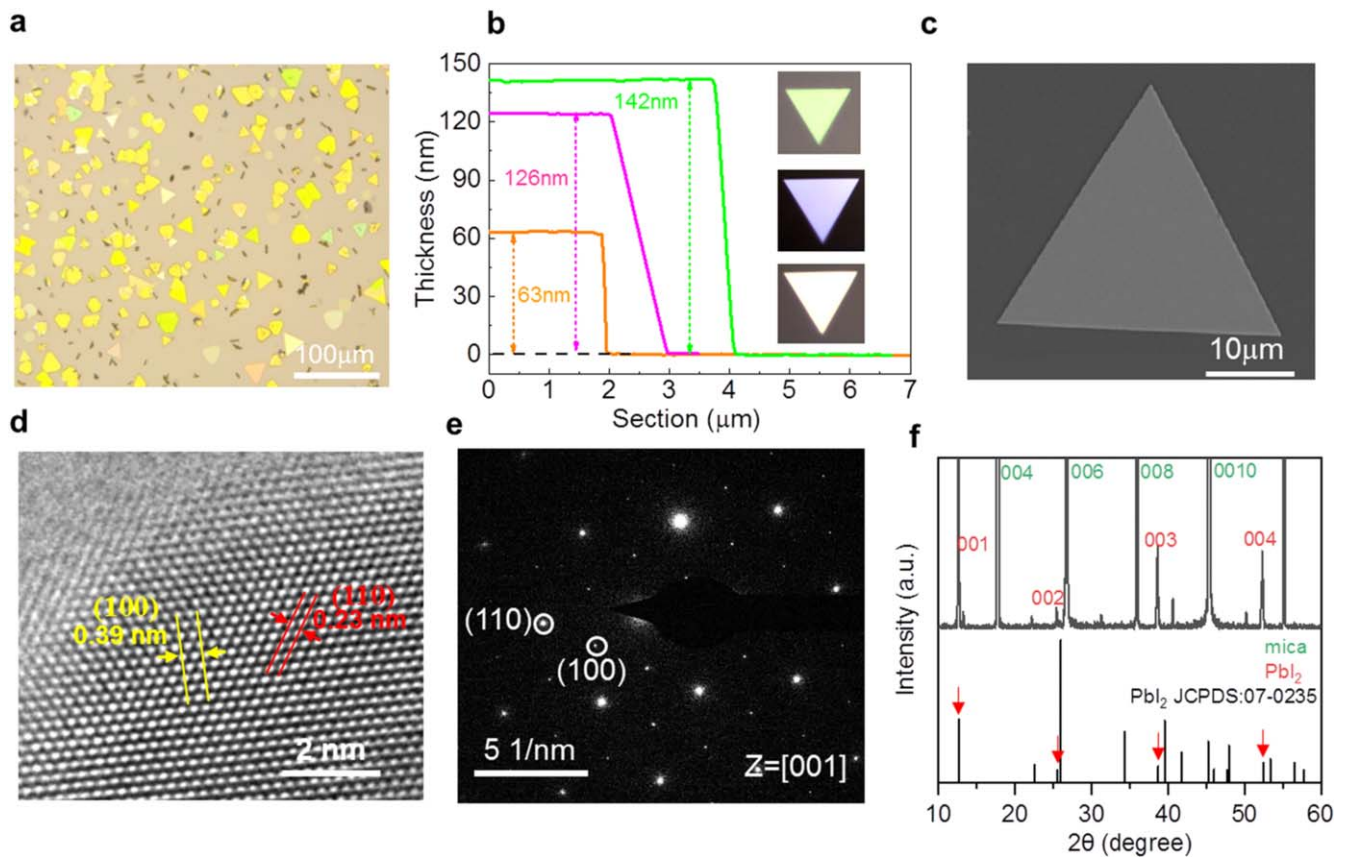 a
100μm
b
Thickness (nm)
150
120
90
60
30
0
142nm
126nm
63nm
0 1 2 3 4 5 6 7
Section (μm)
c
10μm
d
(100)
0.39 nm
(110)
0.23 nm
2 nm
e
(110)
(100)
5 1/nm
Z=[001]
f
Intensity (a.u.)
004 006 008 0010
001
002
003
004
mica
PbI₂
PbI₂ JCPDS:07-0235
10 20 30 40 50 60
2θ (degree)